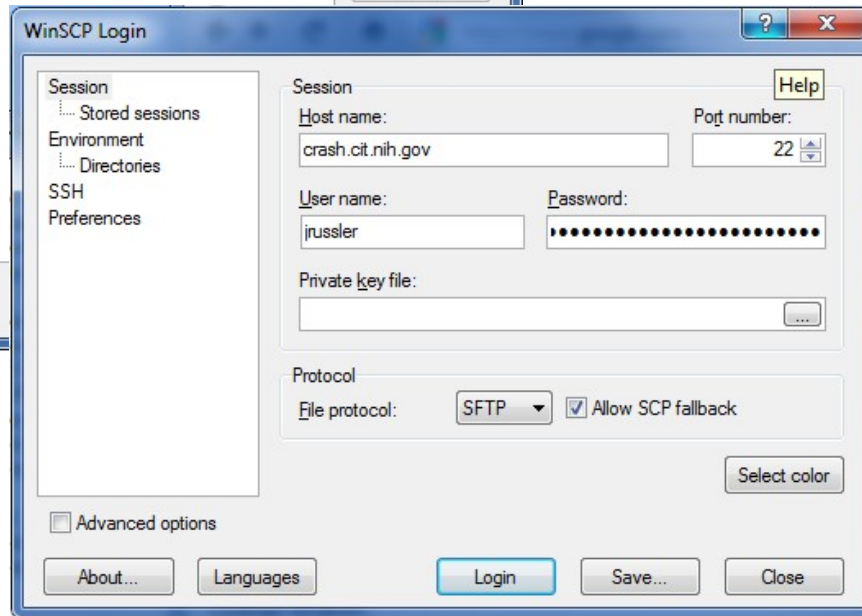 WinSCP Login
?
X
Help
Session
Stored sessions
Environment
Directories
SSH
Preferences
Session
Host name:
Port number:
crash.cit.nih.gov
22
User name:
Password:
jrussler
••••••••••••••••••••••••
Private key file:
...
Protocol
File protocol:
SFTP
Allow SCP fallback
Select color
Advanced options
About...
Languages
Login
Save...
Close